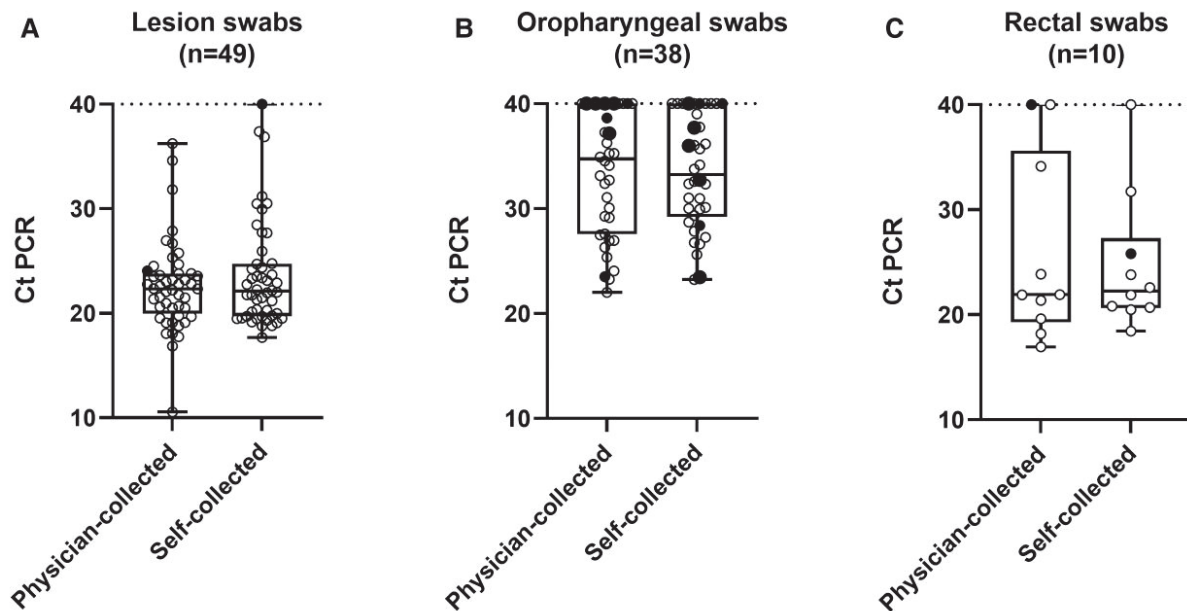 A
Lesion swabs
(n=49)
40
30
20
10
Ct PCR
Physician-collected
Self-collected
B
Oropharyngeal swabs
(n=38)
40
30
20
10
Ct PCR
Physician-collected
Self-collected
C
Rectal swabs
(n=10)
40
30
20
10
Ct PCR
Physician-collected
Self-collected